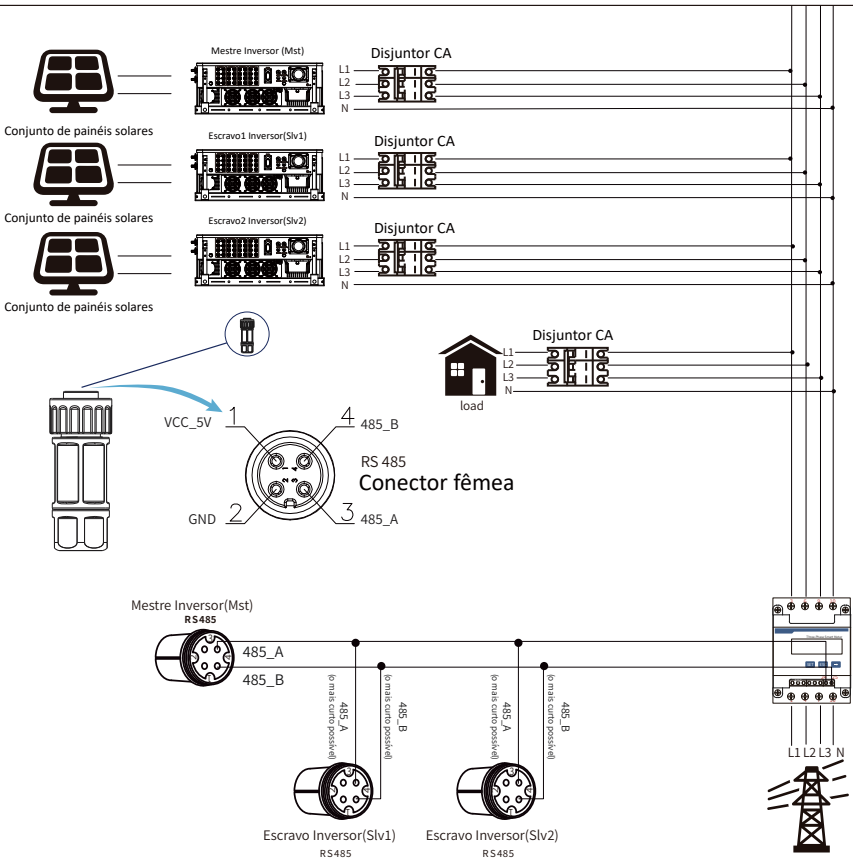 Mestre Inversor (Mst)
Disjuntor CA
L1
L2
L3
N
Conjunto de painéis solares
Escravo1 Inversor(Slv1)
Disjuntor CA
L1
L2
L3
N
Conjunto de painéis solares
Escravo2 Inversor(Slv2)
Disjuntor CA
L1
L2
L3
N
Conjunto de painéis solares
Disjuntor CA
L1
L2
L3
N
load
VCC_5V
1
4
485_B
1
4
2
3
RS 485
Conector fêmea
GND
2
3
485_A
Mestre Inversor(Mst)
RS485
485_A
485_B
485_A
(o mais curto possível)
485_B
(o mais curto possível)
485_A
(o mais curto possível)
485_B
(o mais curto possível)
L1 L2 L3 N
Escravo Inversor(Slv1)
RS485
Escravo Inversor(Slv2)
RS485